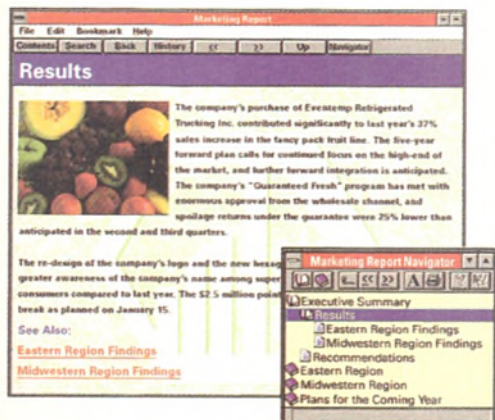 Marketing Report
File Edit Bookmark Help
Contents Search Back History << >> Up Navigator
Results
The company's purchase of Eventemp Refrigerated
Trucking Inc. contributed significantly to last year's 37%
sales increase in the fancy pack fruit line. The five-year
forward plan calls for continued focus on the high-end of
the market, and further forward integration is anticipated.
The company's "Guaranteed Fresh" program has met with
enormous approval from the wholesale channel, and
spoilage returns under the guarantee were 25% lower than
anticipated in the second and third quarters.
The re-design of the company's logo and the new hexag
greater awareness of the company's name among super
consumers compared to last year. The $2.5 million point
break as planned on January 15.
See Also:
Eastern Region Findings
Midwestern Region Findings
Marketing Report Navigator
<< >> A
Executive Summary
Results
Eastern Region Findings
Midwestern Region Findings
Recommendations
Eastern Region
Midwestern Region
Plans for the Coming Year